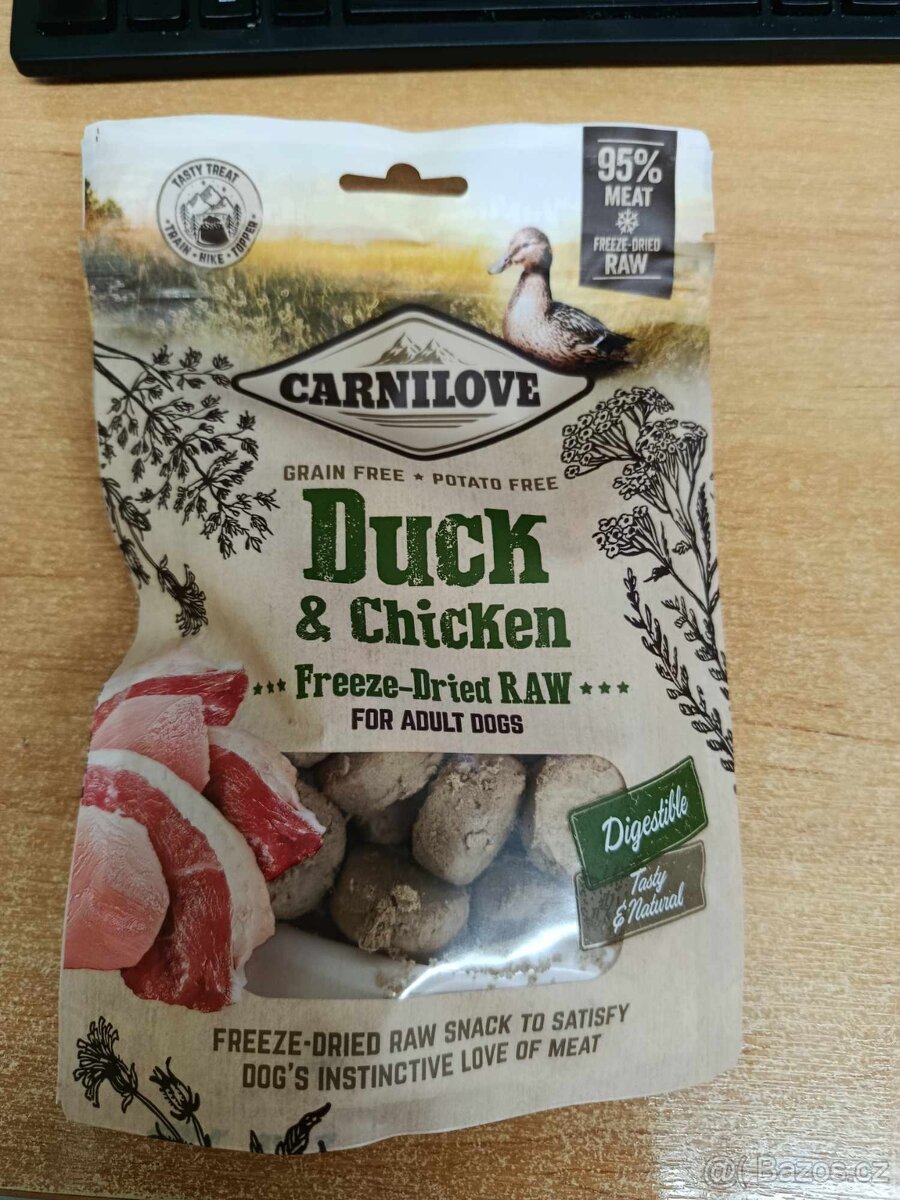 TASTY TREAT
• TRAIN • HIKE • TOPPER •
95%
MEAT
FREEZE-DRIED
RAW
CARNILOVE
GRAIN FREE ★ POTATO FREE
Duck
& Chicken
★★★ Freeze-Dried RAW ★★★
FOR ADULT DOGS
Digestible
Tasty
& Natural
FREEZE-DRIED RAW SNACK TO SATISFY
DOG'S INSTINCTIVE LOVE OF MEAT
Bazos.cz